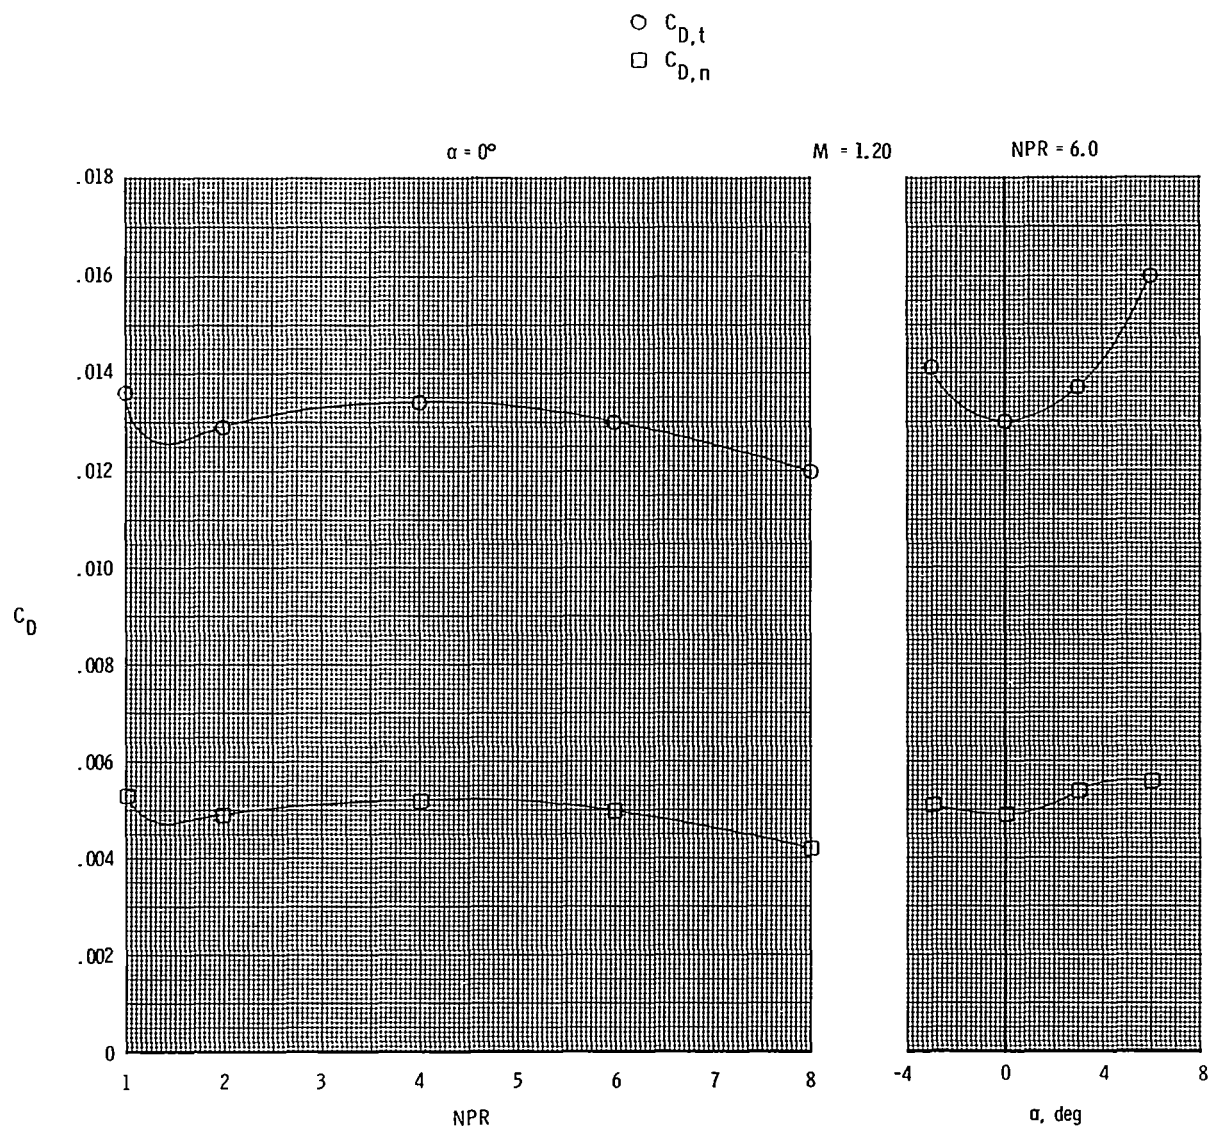 C_D,t
C_D,n
α = 0°
M = 1.20
NPR = 6.0
.018
.016
.014
.012
.010
C_D
.008
.006
.004
.002
0
1 2 3 4 5 6 7 8
-4 0 4 8
NPR
α, deg